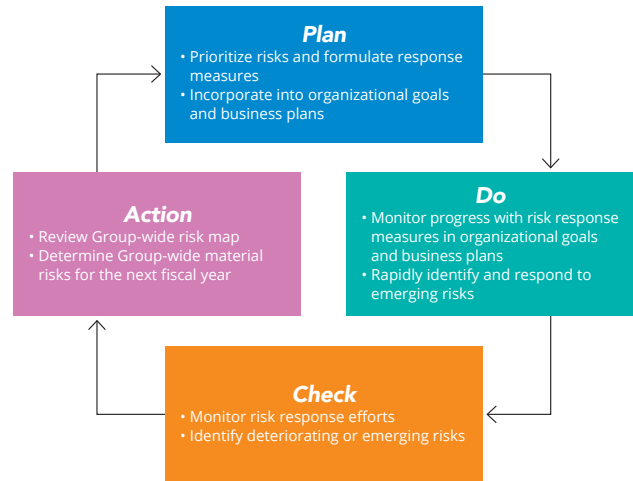 Plan
• Prioritize risks and formulate response
measures
• Incorporate into organizational goals
and business plans
Action
• Review Group-wide risk map
• Determine Group-wide material
risks for the next fiscal year
Do
• Monitor progress with risk response
measures in organizational goals
and business plans
• Rapidly identify and respond to
emerging risks
Check
• Monitor risk response efforts
• Identify deteriorating or emerging risks